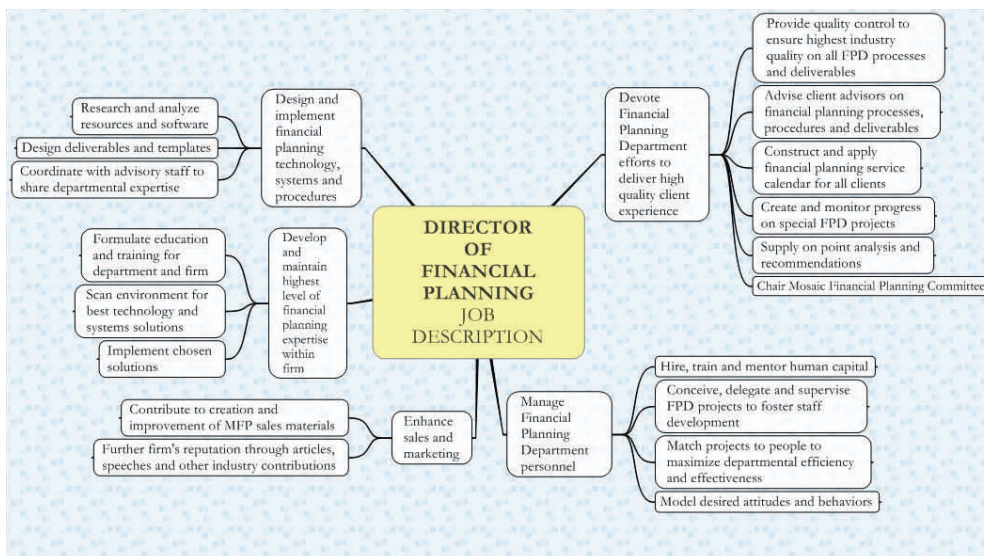 DIRECTOR
OF
FINANCIAL
PLANNING
JOB
DESCRIPTION
Design and
implement
financial
planning
technology,
systems and
procedures
Research and analyze
resources and software
Design deliverables and templates
Coordinate with advisory staff to
share departmental expertise
Develop
and
maintain
highest
level of
financial
planning
expertise
within
firm
Formulate education
and training for
department and firm
Scan environment for
best technology and
systems solutions
Implement chosen
solutions
Enhance
sales and
marketing
Contribute to creation and
improvement of MFP sales materials
Further firm's reputation through articles,
speeches and other industry contributions
Devote
Financial
Planning
Department
efforts to
deliver high
quality client
experience
Provide quality control to
ensure highest industry
quality on all FPD processes
and deliverables
Advise client advisors on
financial planning processes,
procedures and deliverables
Construct and apply
financial planning service
calendar for all clients
Create and monitor progress
on special FPD projects
Supply on point analysis and
recommendations
Chair Mosaic Financial Planning Committee
Manage
Financial
Planning
Department
personnel
Hire, train and mentor human capital
Conceive, delegate and supervise
FPD projects to foster staff
development
Match projects to people to
maximize departmental efficiency
and effectiveness
Model desired attitudes and behaviors